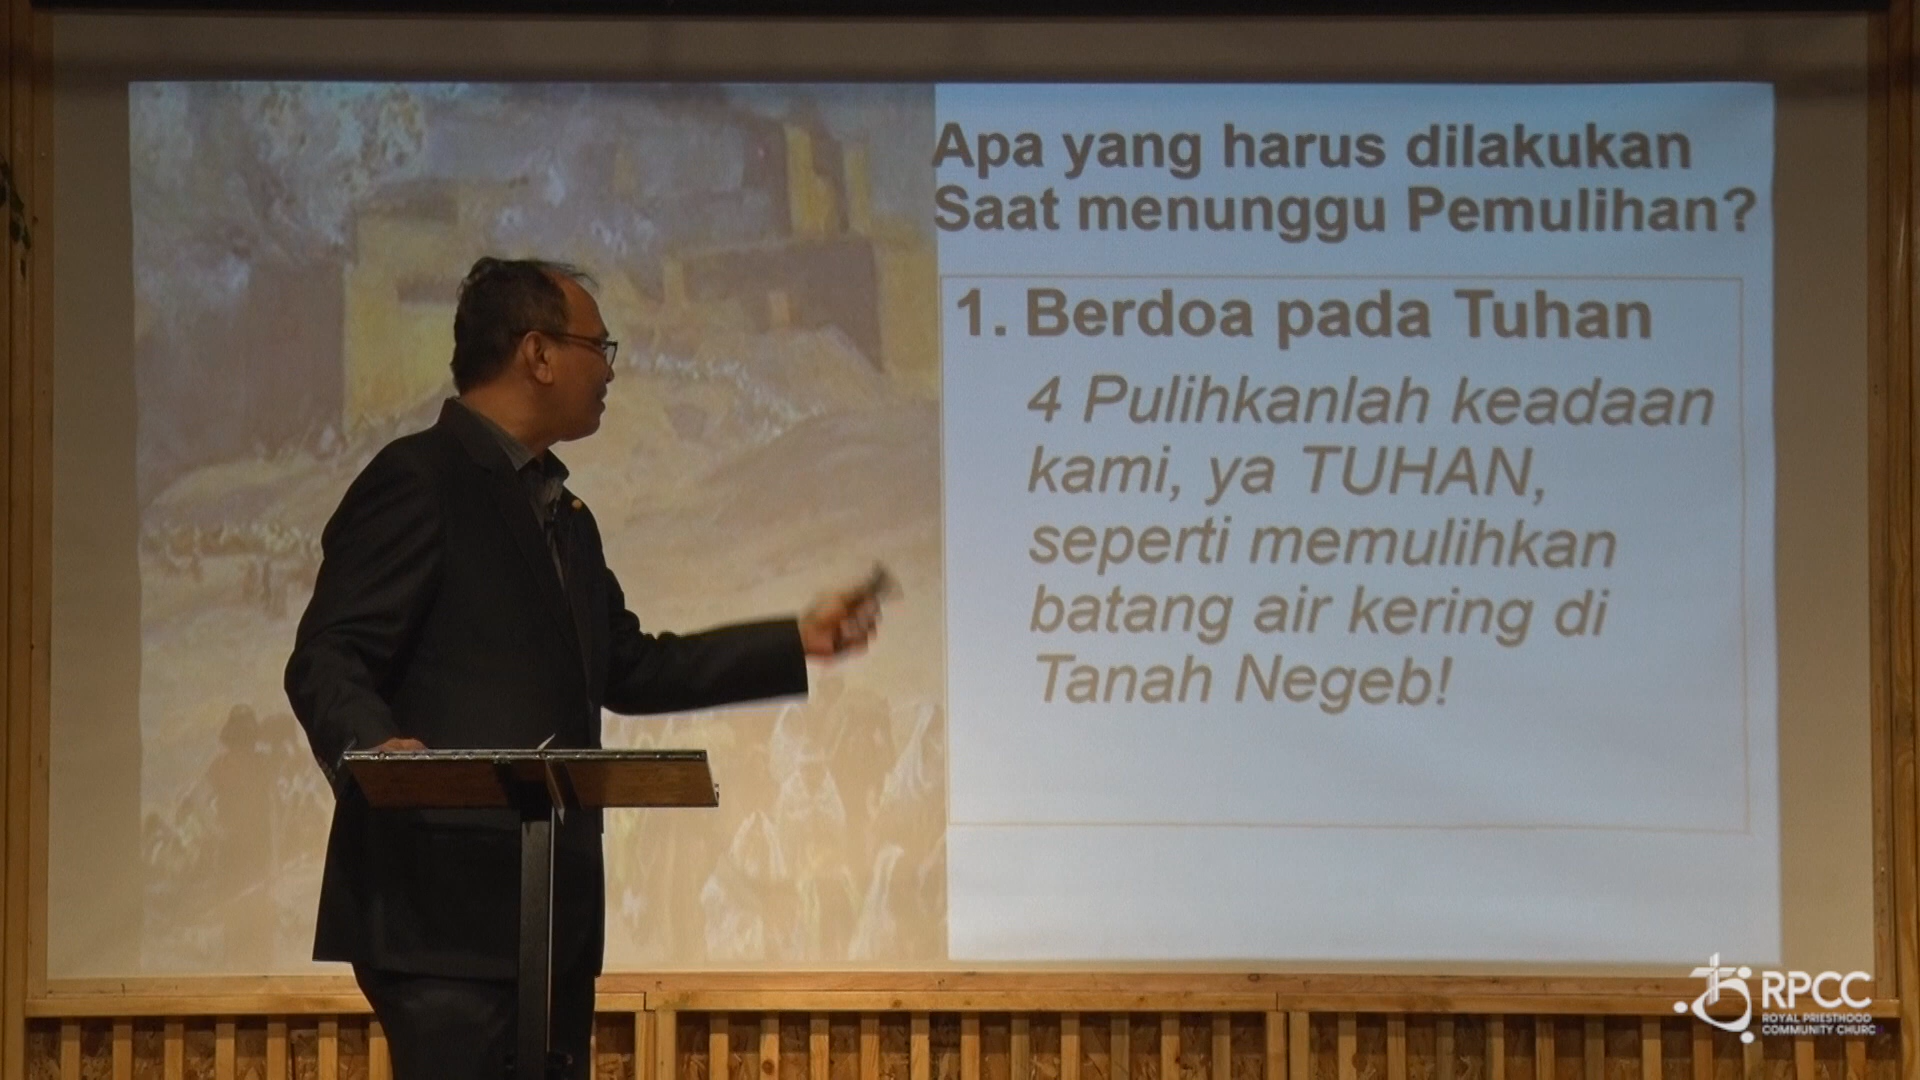 Apa yang harus dilakukan
Saat menunggu Pemulihan?
1. Berdoa pada Tuhan
4 Pulihkanlah keadaan
kami, ya TUHAN,
seperti memulihkan
batang air kering di
Tanah Negeb!
RPCC
ROYAL PRIESTHOOD
COMMUNITY CHURC